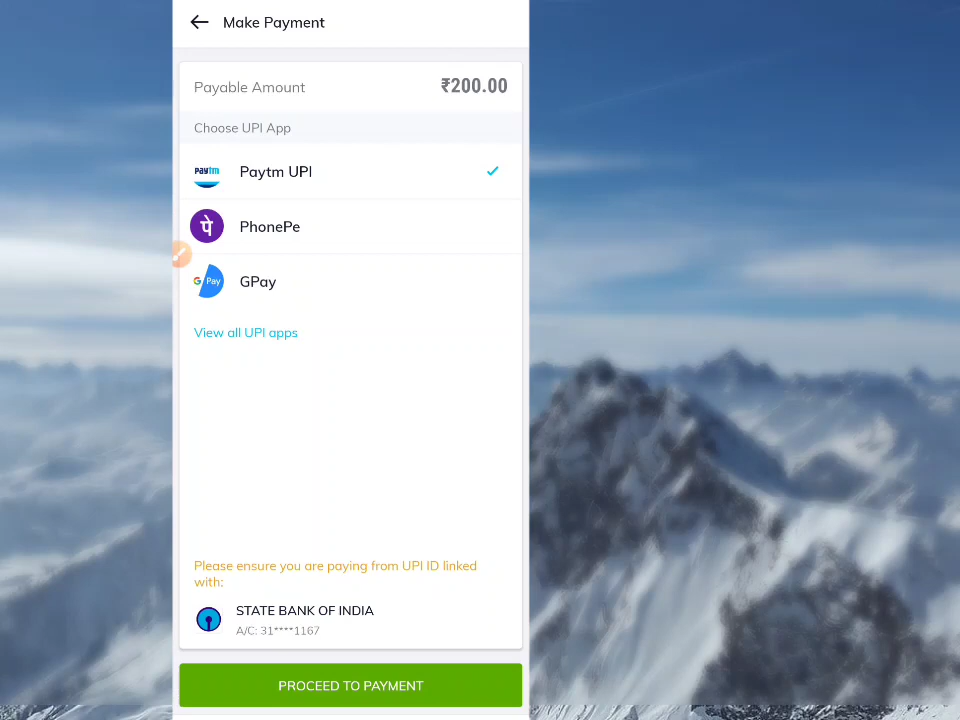 Make Payment
Payable Amount ₹200.00
Choose UPI App
paytm Paytm UPI
पे PhonePe
G Pay GPay
View all UPI apps
Please ensure you are paying from UPI ID linked
with:
STATE BANK OF INDIA
A/C: 31****1167
PROCEED TO PAYMENT